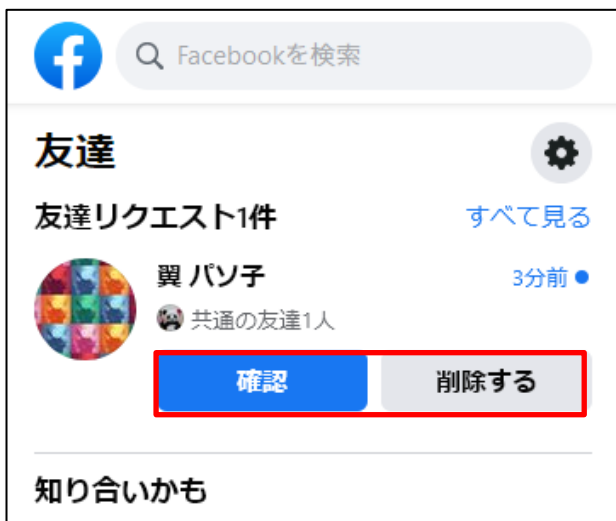 Facebookを検索
友達
友達リクエスト1件 すべて見る
翼 パソ子 3分前
共通の友達1人
確認 削除する
知り合いかも